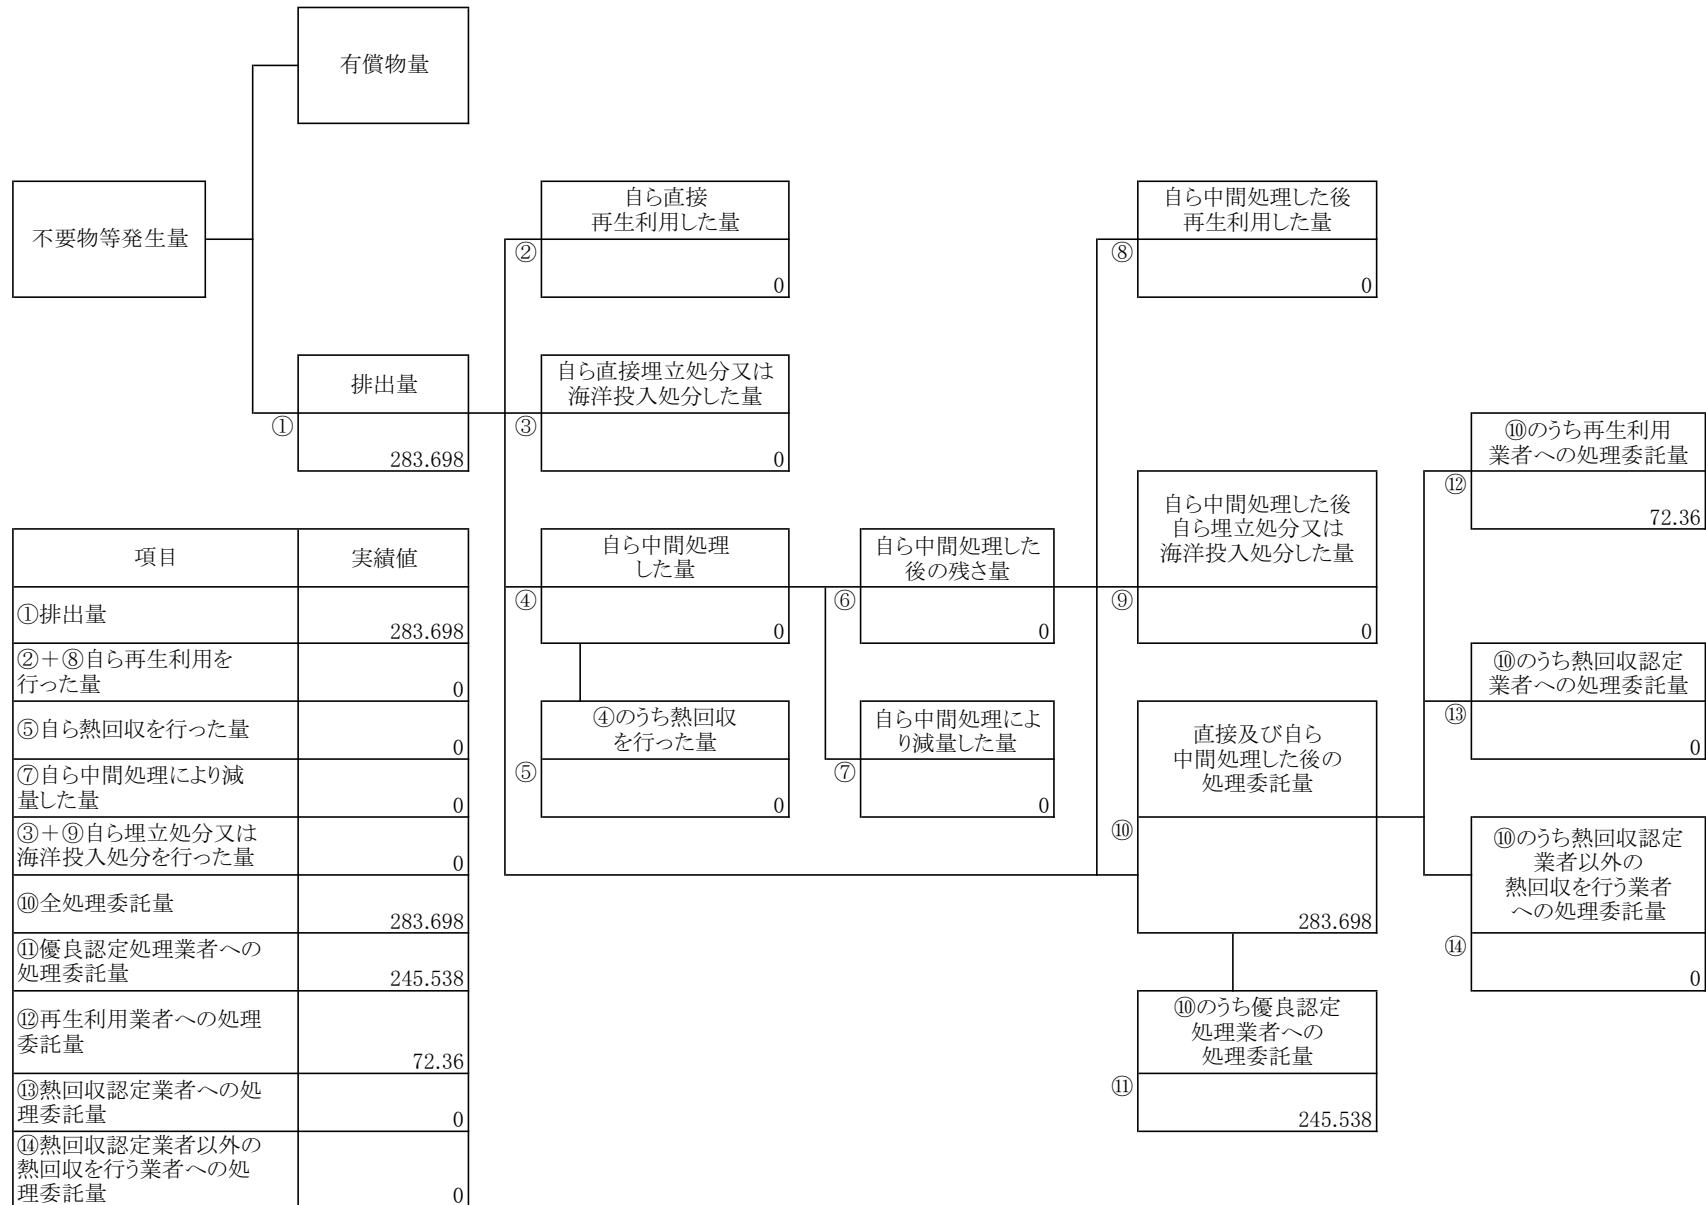 有償物量
不要物等発生量
自ら直接
再生利用した量
②
0
自ら中間処理した後
再生利用した量
⑧
0
排出量
①
283.698
自ら直接埋立処分又は
海洋投入処分した量
③
0
⑩のうち再生利用
業者への処理委託量
⑫
72.36
自ら中間処理
した量
④
0
自ら中間処理した
後の残さ量
⑥
0
自ら中間処理した後
自ら埋立処分又は
海洋投入処分した量
⑨
0
⑩のうち熱回収認定
業者への処理委託量
⑬
0
④のうち熱回収
を行った量
⑤
0
自ら中間処理によ
り減量した量
⑦
0
直接及び自ら
中間処理した後の
処理委託量
⑩
283.698
⑩のうち熱回収認定
業者以外の
熱回収を行う業者
への処理委託量
⑭
0
⑩のうち優良認定
処理業者への
処理委託量
⑪
245.538
項目
実績値
①排出量
283.698
②+⑧自ら再生利用を
行った量
0
⑤自ら熱回収を行った量
0
⑦自ら中間処理により減
量した量
0
③+⑨自ら埋立処分又は
海洋投入処分を行った量
0
⑩全処理委託量
283.698
⑪優良認定処理業者への
処理委託量
245.538
⑫再生利用業者への処理
委託量
72.36
⑬熱回収認定業者への処
理委託量
0
⑭熱回収認定業者以外の
熱回収を行う業者への処
理委託量
0